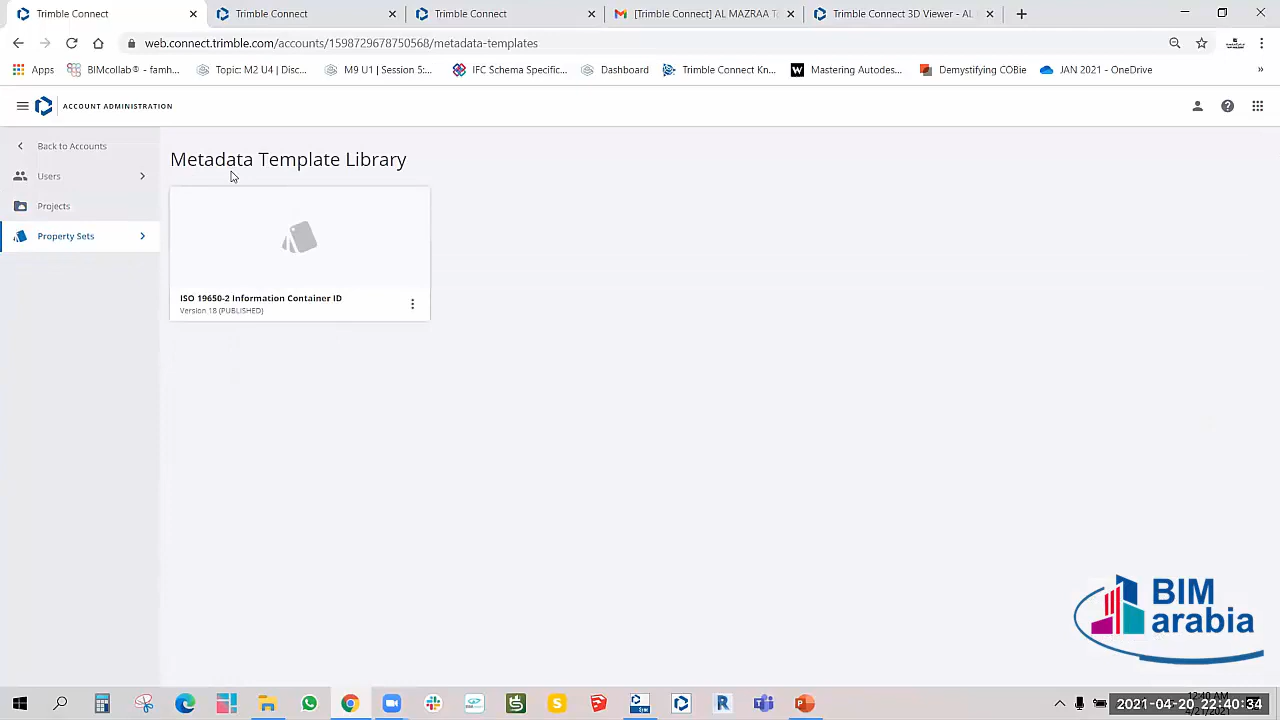 Trimble Connect
Trimble Connect
Trimble Connect
[Trimble Connect] AL MAZRAA To
Trimble Connect 3D Viewer - AL
web.connect.trimble.com/accounts/1598729678750568/metadata-templates
Apps
BIMcollab® - famh...
Topic: M2 U4 | Disc...
M9 U1 | Session 5:...
IFC Schema Specific...
Dashboard
Trimble Connect Kn...
Mastering Autodes...
Demystifying COBie
JAN 2021 - OneDrive
ACCOUNT ADMINISTRATION
Back to Accounts
Users
Projects
Property Sets
Metadata Template Library
ISO 19650-2 Information Container ID
Version 18 (PUBLISHED)
BIM
arabia
12:40 AM
2021-04-20 22:40:34